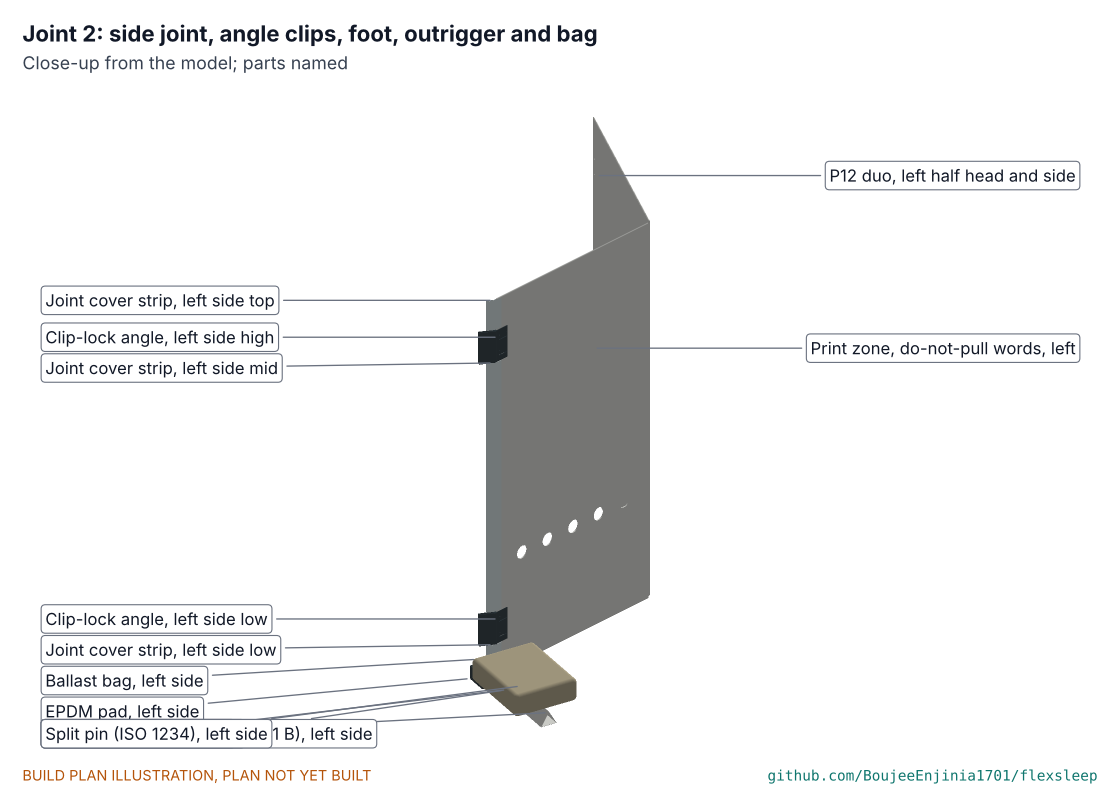 Joint 2: side joint, angle clips, foot, outrigger and bag
Close-up from the model; parts named
P12 duo, left half head and side
Joint cover strip, left side top
Clip-lock angle, left side high
Print zone, do-not-pull words, left
Joint cover strip, left side mid
Clip-lock angle, left side low
Joint cover strip, left side low
Ballast bag, left side
EPDM pad, left side
Split pin (ISO 1234), left side
1 B), left side
BUILD PLAN ILLUSTRATION, PLAN NOT YET BUILT
github.com/BoujeeEnjinia1701/flexsleep